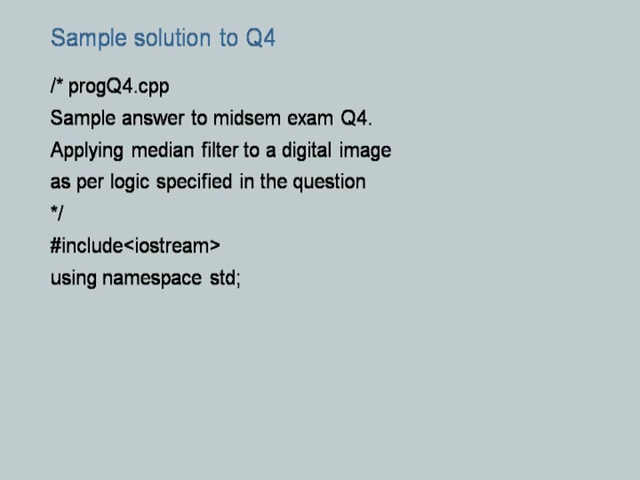 Sample solution to Q4
/* progQ4.cpp
Sample answer to midsem exam Q4.
Applying median filter to a digital image
as per logic specified in the question
*/
#include<iostream>
using namespace std;